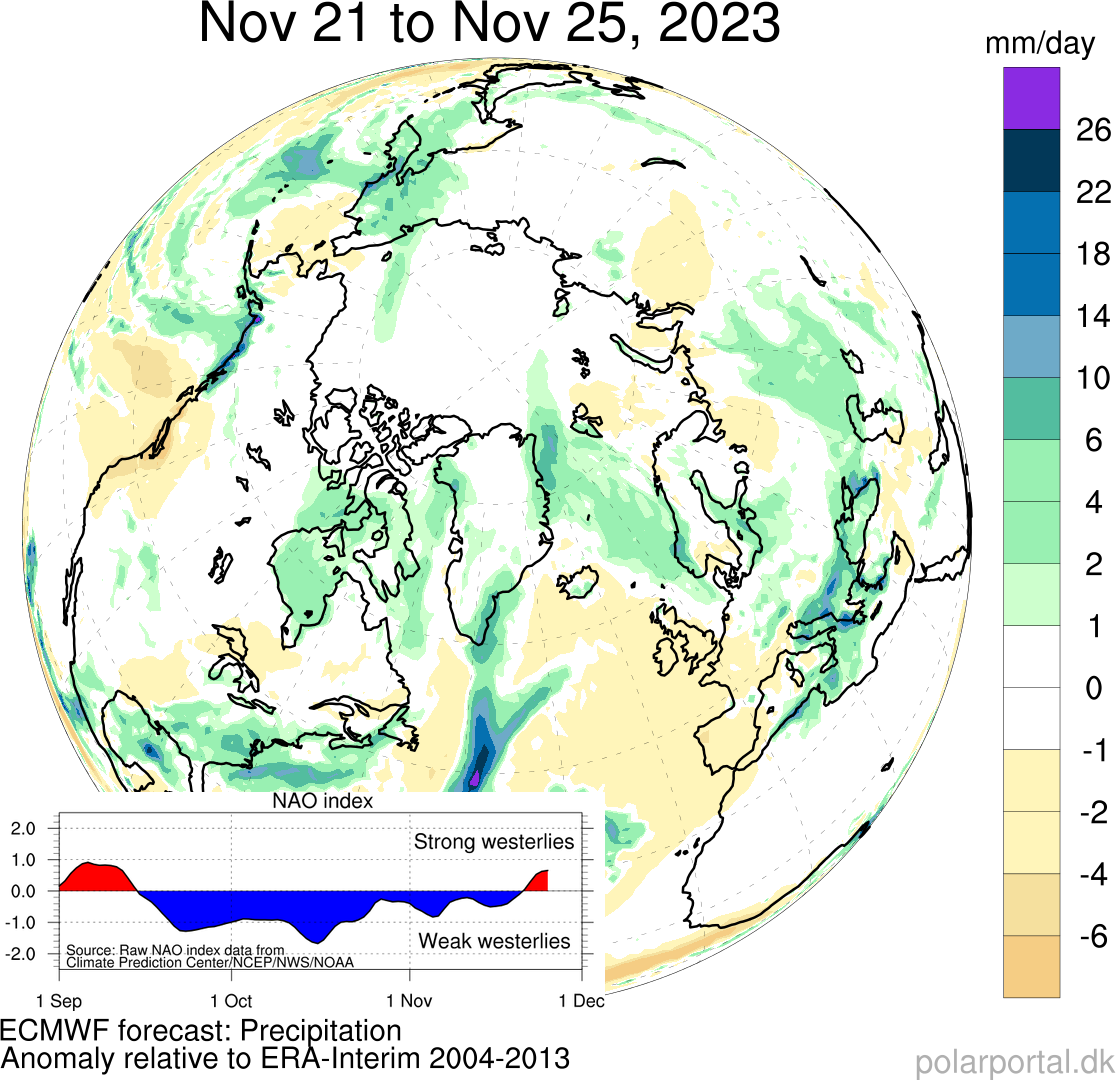 Nov 21 to Nov 25, 2023
mm/day
26
22
18
14
10
6
4
2
1
0
-1
-2
-4
-6
NAO index
2.0
1.0
0.0
-1.0
-2.0
Strong westerlies
Weak westerlies
Source: Raw NAO index data from
Climate Prediction Center/NCEP/NWS/NOAA
1 Sep
1 Oct
1 Nov
1 Dec
ECMWF forecast: Precipitation
Anomaly relative to ERA-Interim 2004-2013
polarportal.dk